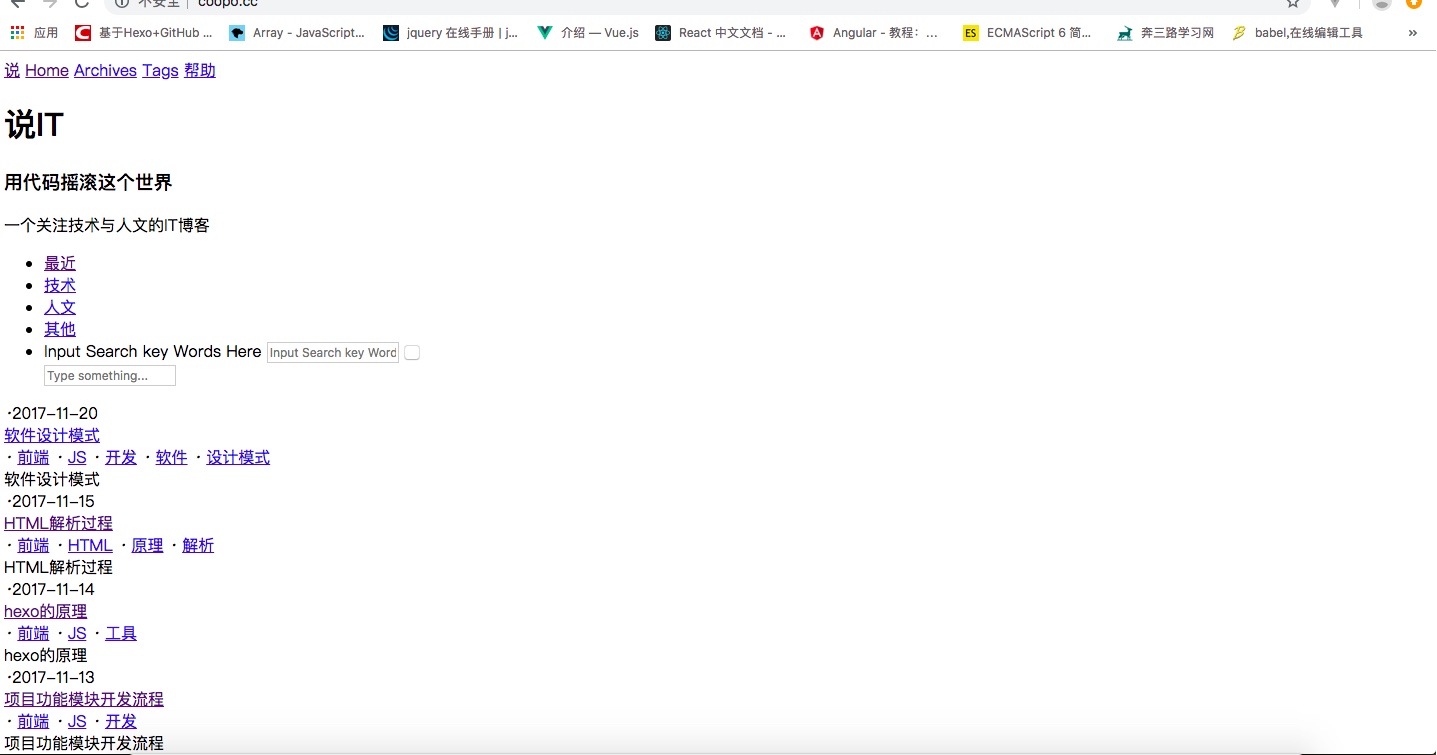 不安全 | coopo.cc
应用 基于Hexo+GitHub ... Array - JavaScript... jquery 在线手册 | j... 介绍 — Vue.js React 中文文档 - ... Angular - 教程：... ES ECMAScript 6 简... 奔三路学习网 babel,在线编辑工具 »
说 Home Archives Tags 帮助
说IT
用代码摇滚这个世界
一个关注技术与人文的IT博客
最近
技术
人文
其他
Input Search key Words Here Input Search key Word
Type something...
·2017-11-20
软件设计模式
· 前端 · JS · 开发 · 软件 · 设计模式
软件设计模式
·2017-11-15
HTML解析过程
· 前端 · HTML · 原理 · 解析
HTML解析过程
·2017-11-14
hexo的原理
· 前端 · JS · 工具
hexo的原理
·2017-11-13
项目功能模块开发流程
· 前端 · JS · 开发
项目功能模块开发流程